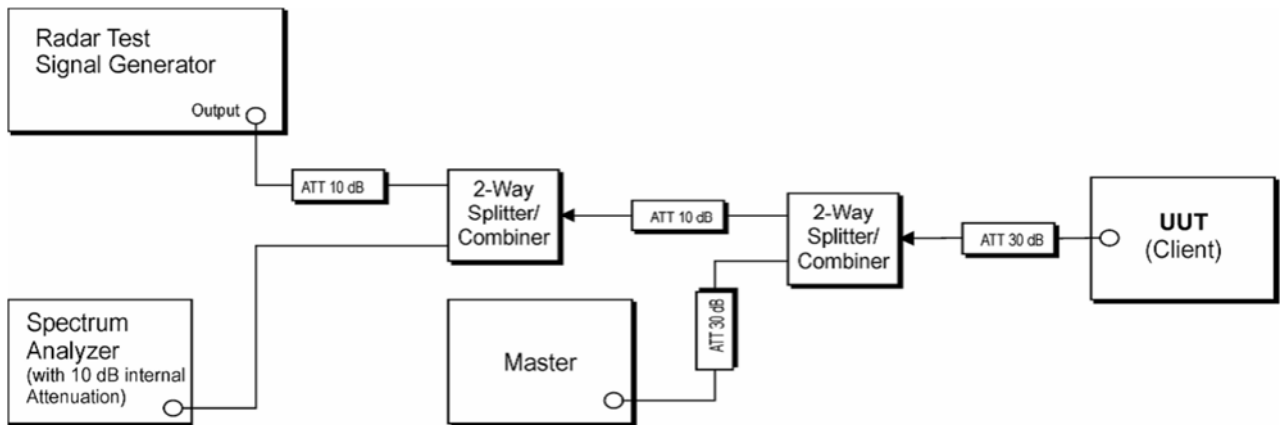 Radar Test
Signal Generator
Output
ATT 10 dB
2-Way
Splitter/
Combiner
ATT 10 dB
2-Way
Splitter/
Combiner
ATT 30 dB
UUT
(Client)
Spectrum
Analyzer
(with 10 dB internal
Attenuation)
Master
ATT 30 dB